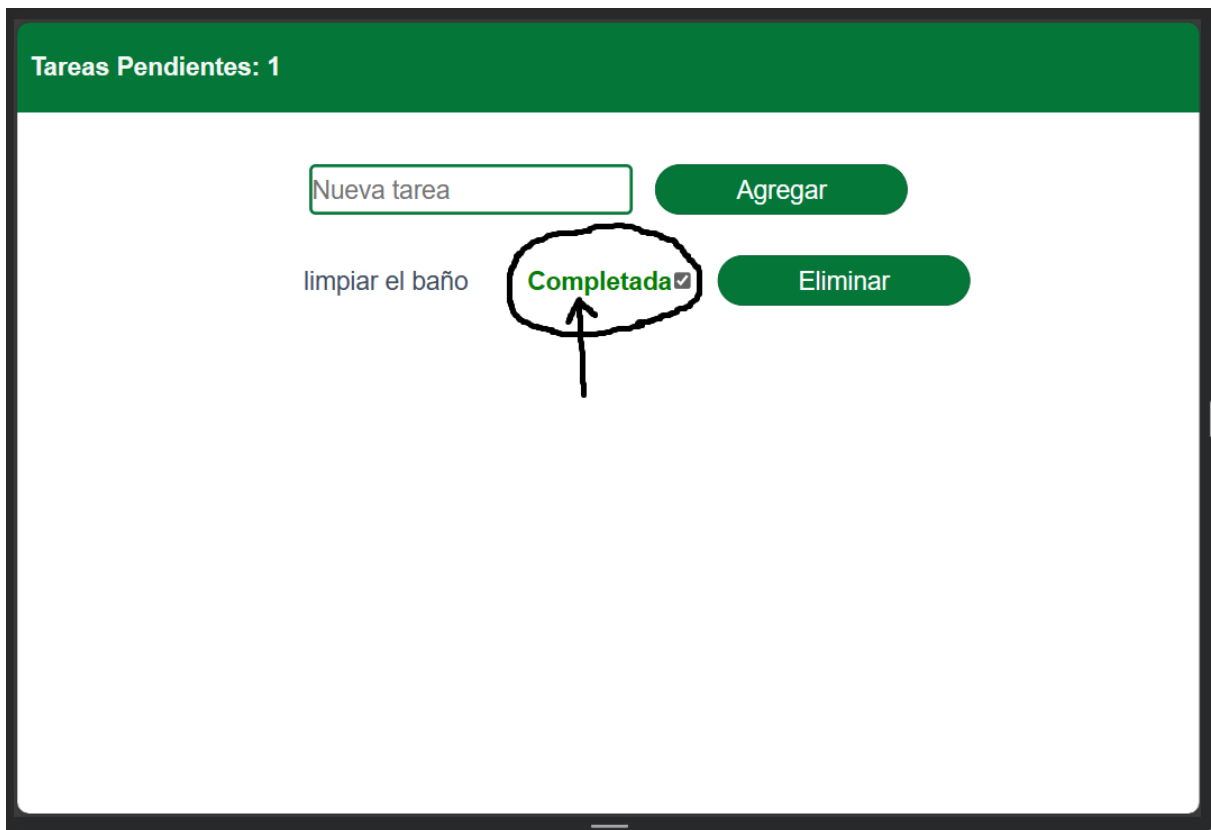 Tareas Pendientes: 1
Nueva tarea Agregar
limpiar el baño Completada Eliminar